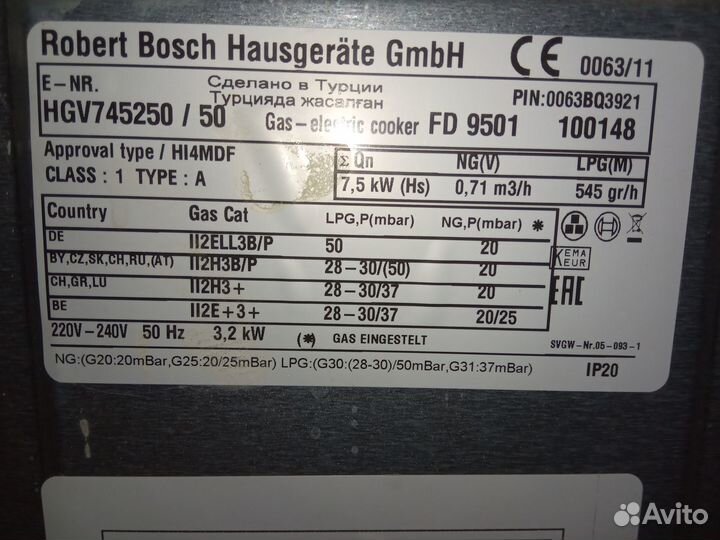 Robert Bosch Hausgeräte GmbH CE 0063/11
E-NR. Сделано в Турции PIN:0063BQ3921
Турцияда жасалған
HGV745250 / 50 Gas-electric cooker FD 9501 100148
Approval type / HI4MDF Σ Qn NG(V) LPG(M)
CLASS : 1 TYPE : A 7,5 kW (Hs) 0,71 m3/h 545 gr/h
Country Gas Cat LPG,P(mbar) NG,P(mbar) *
DE II2ELL3B/P 50 20
BY,CZ,SK,CH,RU,(AT) II2H3B/P 28-30/(50) 20
CH,GR,LU II2H3+ 28-30/37 20
BE II2E+3+ 28-30/37 20/25
KEMA
EUR
EAC
220V-240V 50 Hz 3,2 kW (*) GAS EINGESTELT SVGW-Nr.05-093-1
NG:(G20:20mBar,G25:20/25mBar) LPG:(G30:(28-30)/50mBar,G31:37mBar) IP20
Avito